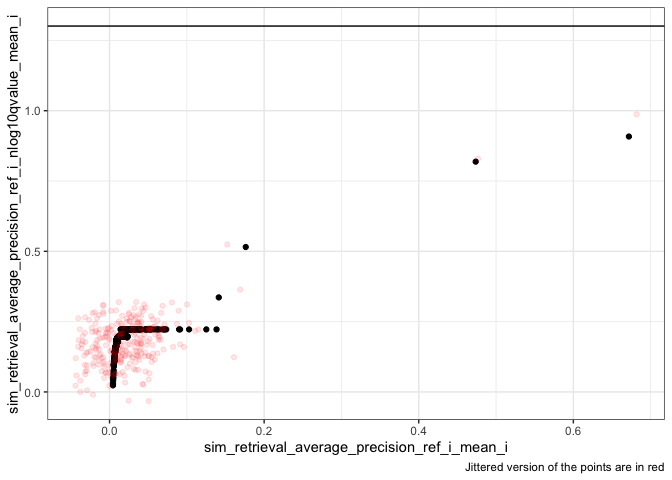 sim_retrieval_average_precision_ref_i_nlog10qvalue_mean_i
1.0
0.5
0.0
0.0
0.2
0.4
0.6
sim_retrieval_average_precision_ref_i_mean_i
Jittered version of the points are in red